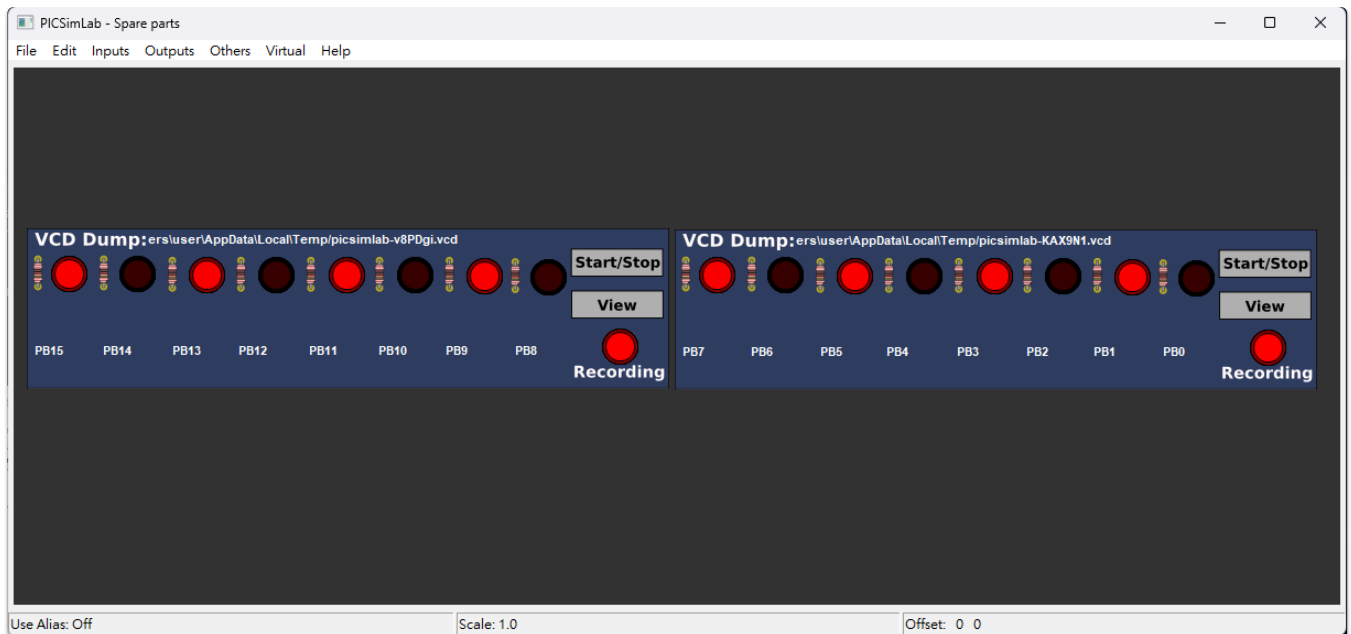 PICSimLab - Spare parts
File Edit Inputs Outputs Others Virtual Help
VCD Dump:ers\user\AppData\Local\Temp/picsimlab-v8PDgi.vcd
Start/Stop
View
PB15 PB14 PB13 PB12 PB11 PB10 PB9 PB8
Recording
VCD Dump:ers\user\AppData\Local\Temp/picsimlab-KAX9N1.vcd
Start/Stop
View
PB7 PB6 PB5 PB4 PB3 PB2 PB1 PB0
Recording
Use Alias: Off
Scale: 1.0
Offset: 0 0